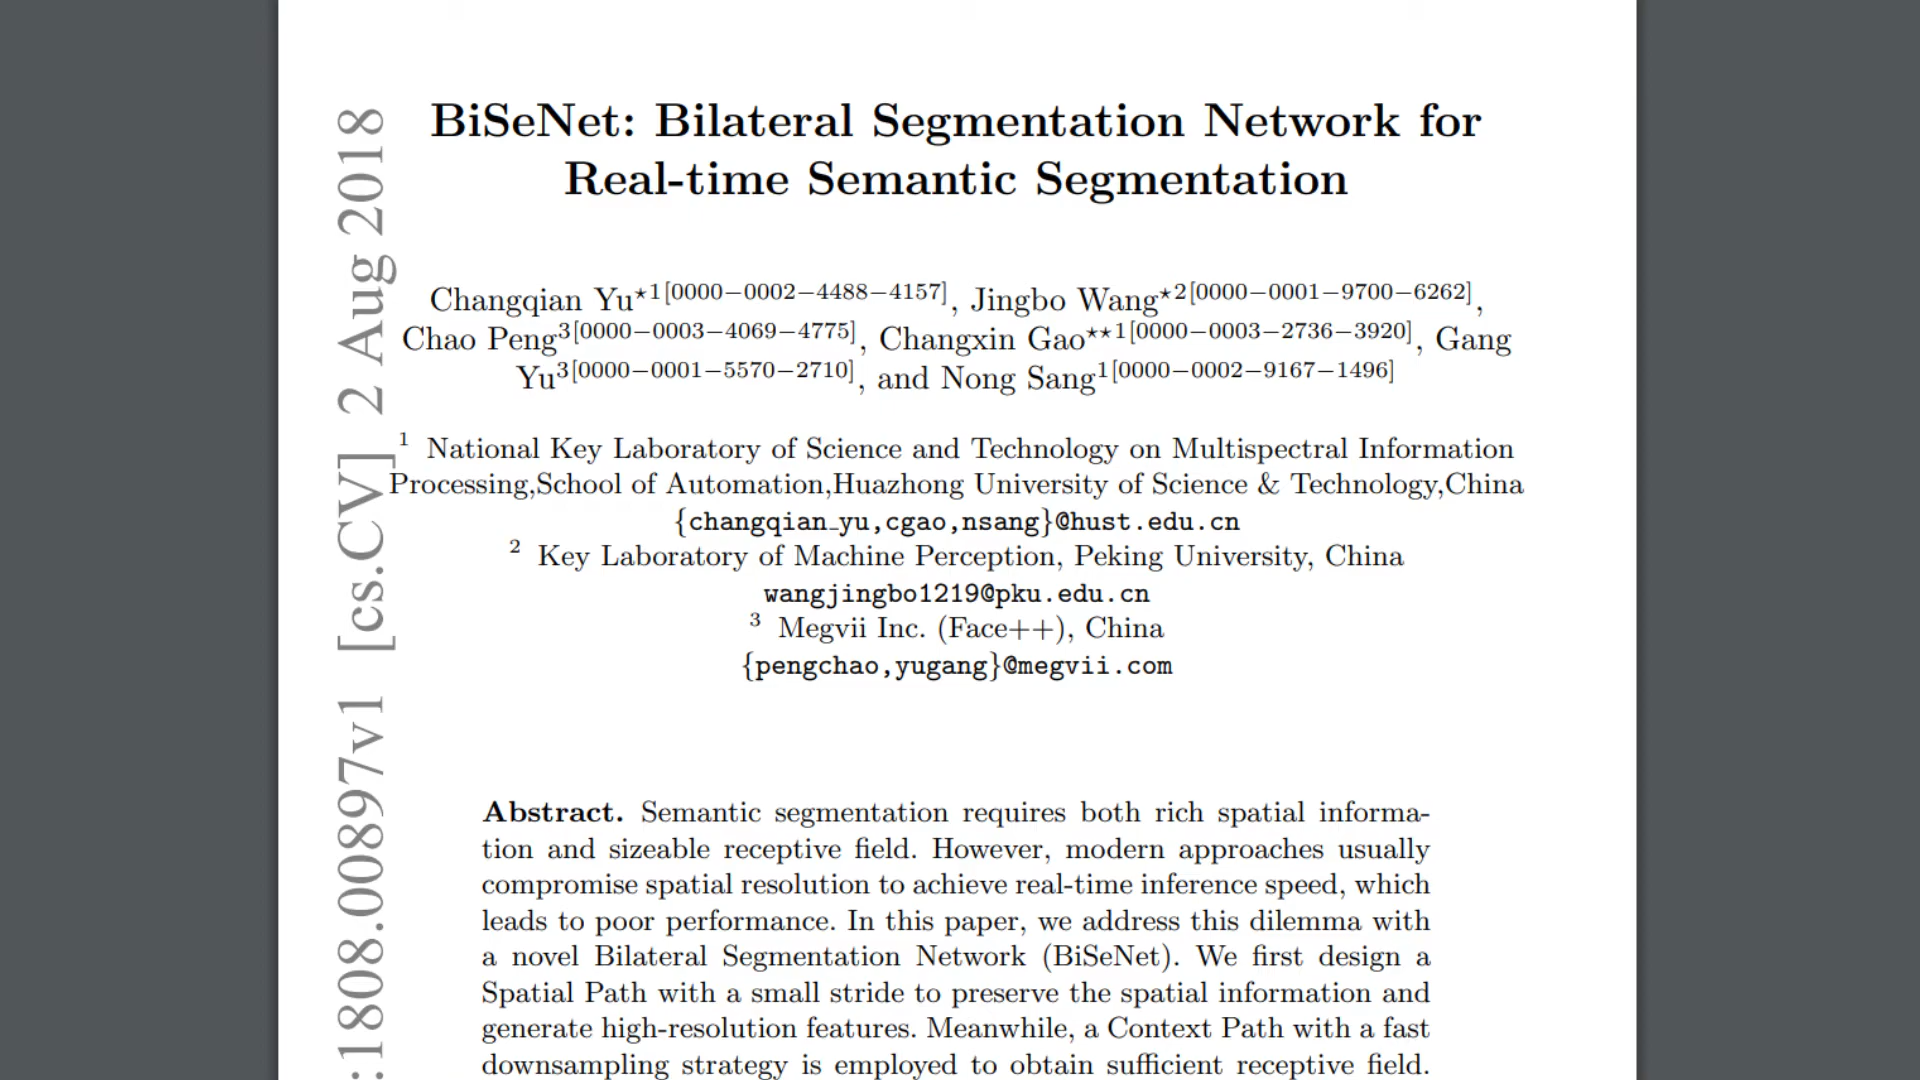 BiSeNet: Bilateral Segmentation Network for
Real-time Semantic Segmentation
Changqian Yu⋆1[0000−0002−4488−4157], Jingbo Wang⋆2[0000−0001−9700−6262],
Chao Peng3[0000−0003−4069−4775], Changxin Gao⋆⋆1[0000−0003−2736−3920], Gang
Yu3[0000−0001−5570−2710], and Nong Sang1[0000−0002−9167−1496]
1 National Key Laboratory of Science and Technology on Multispectral Information
Processing,School of Automation,Huazhong University of Science & Technology,China
{changqian_yu,cgao,nsang}@hust.edu.cn
2 Key Laboratory of Machine Perception, Peking University, China
wangjingbo1219@pku.edu.cn
3 Megvii Inc. (Face++), China
{pengchao,yugang}@megvii.com
Abstract. Semantic segmentation requires both rich spatial informa-
tion and sizeable receptive field. However, modern approaches usually
compromise spatial resolution to achieve real-time inference speed, which
leads to poor performance. In this paper, we address this dilemma with
a novel Bilateral Segmentation Network (BiSeNet). We first design a
Spatial Path with a small stride to preserve the spatial information and
generate high-resolution features. Meanwhile, a Context Path with a fast
downsampling strategy is employed to obtain sufficient receptive field.
:1808.00897v1 [cs.CV] 2 Aug 2018